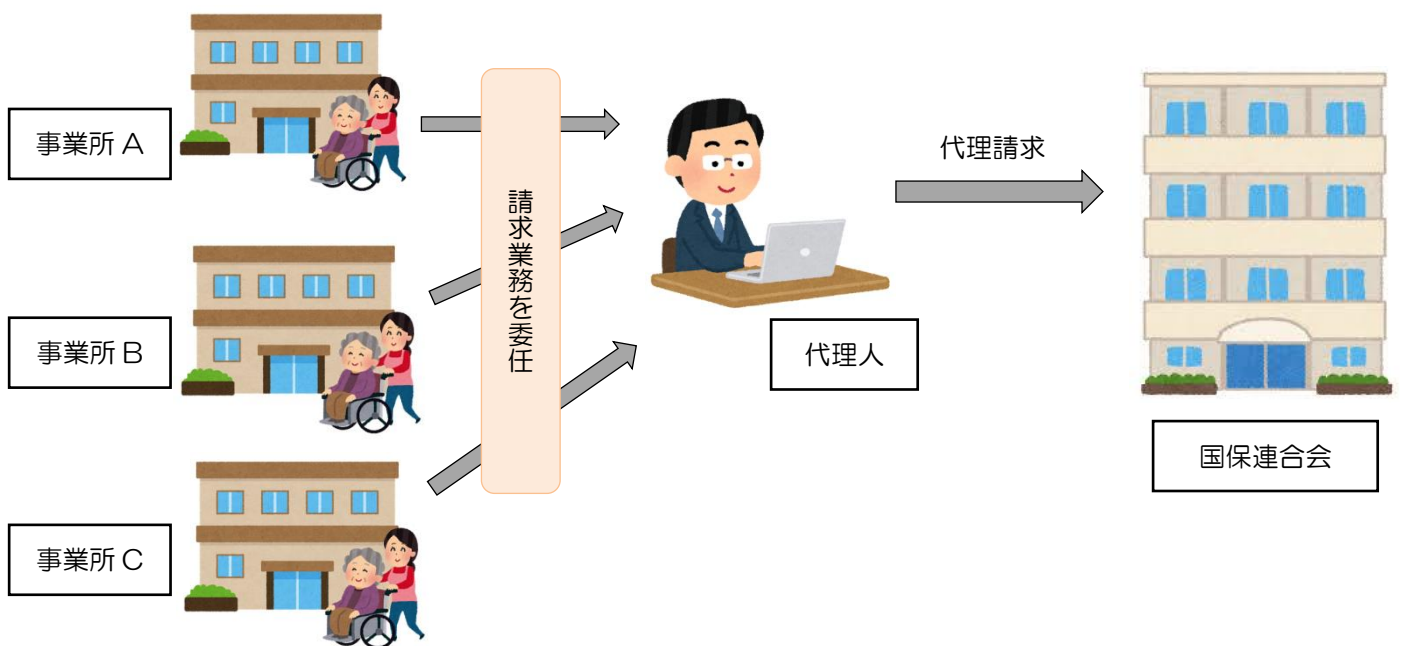 事業所 A
事業所 B
事業所 C
請求業務を委任
代理人
代理請求
国保連合会